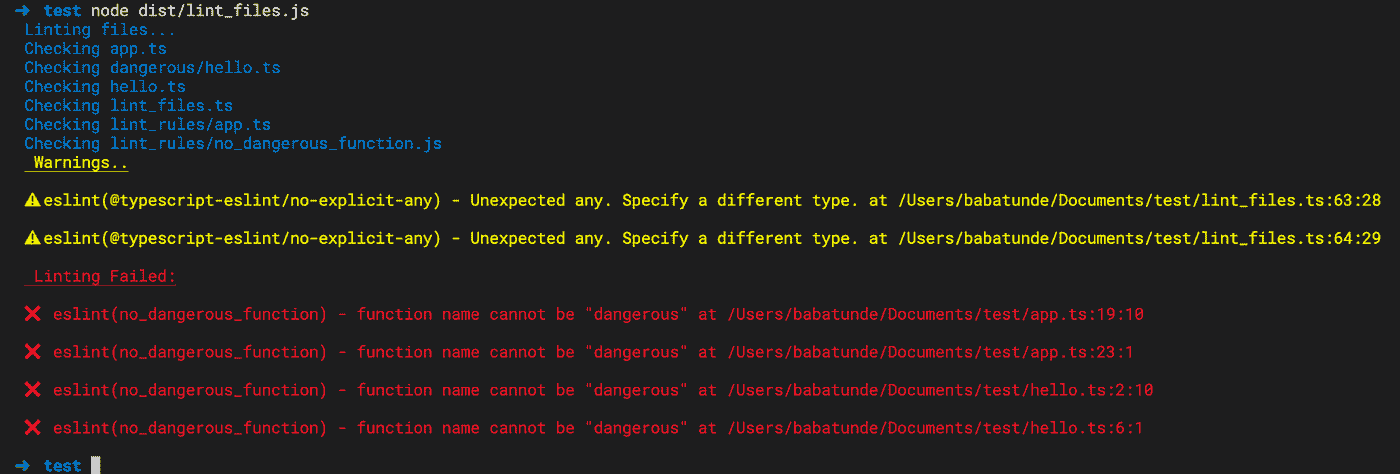 ➜ test node dist/lint_files.js
Linting files...
Checking app.ts
Checking dangerous/hello.ts
Checking hello.ts
Checking lint_files.ts
Checking lint_rules/app.ts
Checking lint_rules/no_dangerous_function.js
Warnings..
⚠eslint(@typescript-eslint/no-explicit-any) - Unexpected any. Specify a different type. at /Users/babatunde/Documents/test/lint_files.ts:63:28
⚠eslint(@typescript-eslint/no-explicit-any) - Unexpected any. Specify a different type. at /Users/babatunde/Documents/test/lint_files.ts:64:29
Linting Failed:
❌ eslint(no_dangerous_function) - function name cannot be "dangerous" at /Users/babatunde/Documents/test/app.ts:19:10
❌ eslint(no_dangerous_function) - function name cannot be "dangerous" at /Users/babatunde/Documents/test/app.ts:23:1
❌ eslint(no_dangerous_function) - function name cannot be "dangerous" at /Users/babatunde/Documents/test/hello.ts:2:10
❌ eslint(no_dangerous_function) - function name cannot be "dangerous" at /Users/babatunde/Documents/test/hello.ts:6:1
➜ test